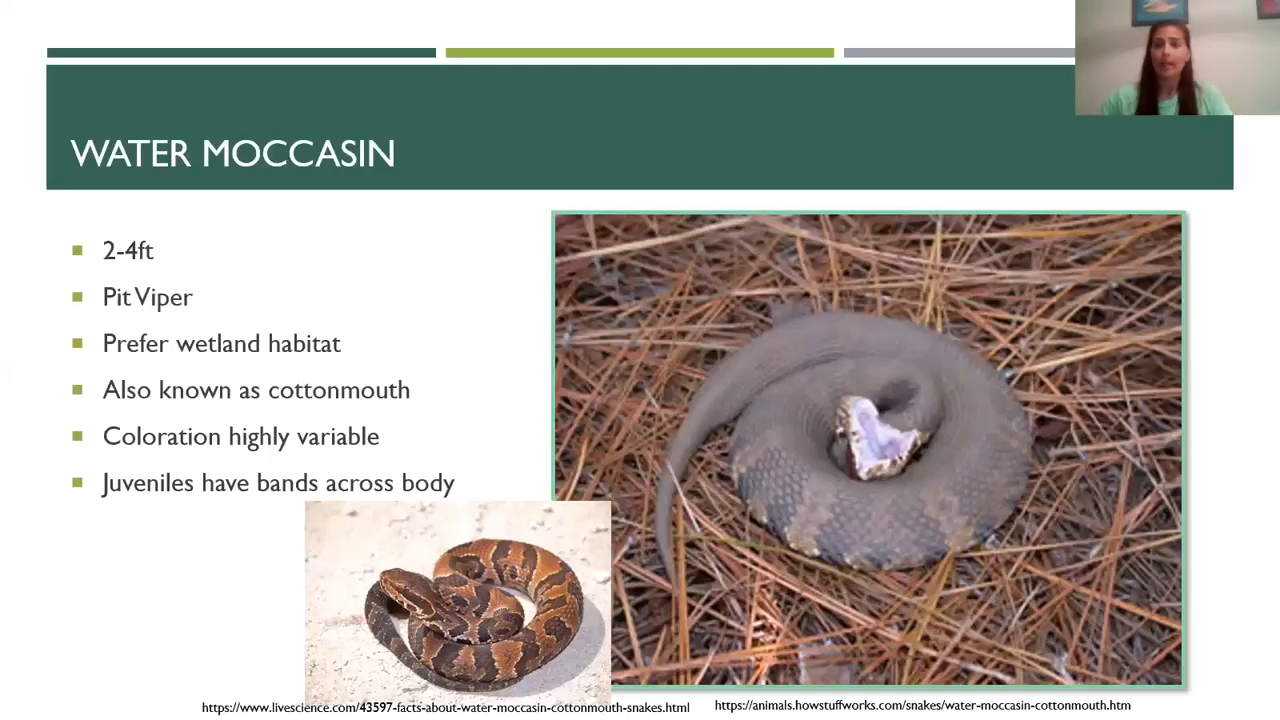 WATER MOCCASIN
2-4ft
Pit Viper
Prefer wetland habitat
Also known as cottonmouth
Coloration highly variable
Juveniles have bands across body
https://www.livescience.com/43597-facts-about-water-moccasin-cottonmouth-snakes.html
https://animals.howstuffworks.com/snakes/water-moccasin-cottonmouth.htm